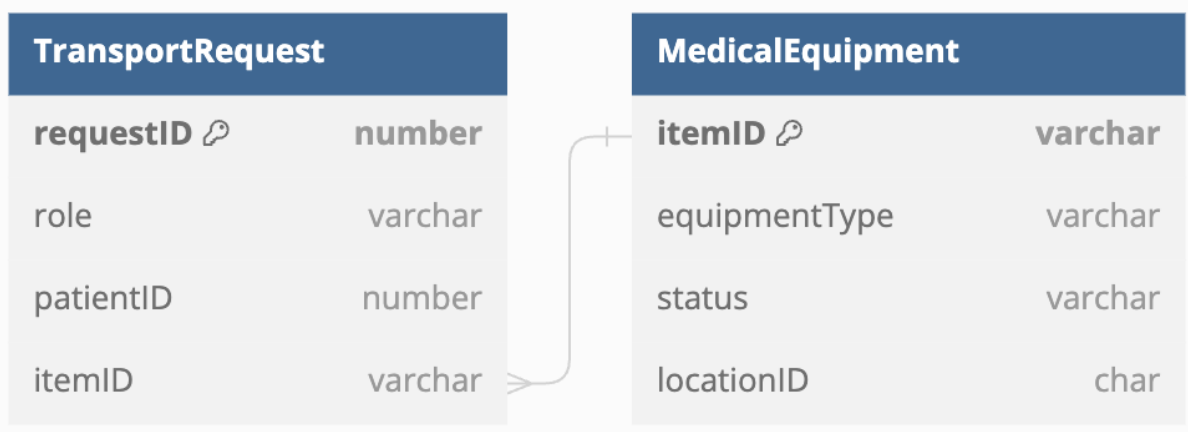 TransportRequest
requestID number
role varchar
patientID number
itemID varchar
MedicalEquipment
itemID varchar
equipmentType varchar
status varchar
locationID char